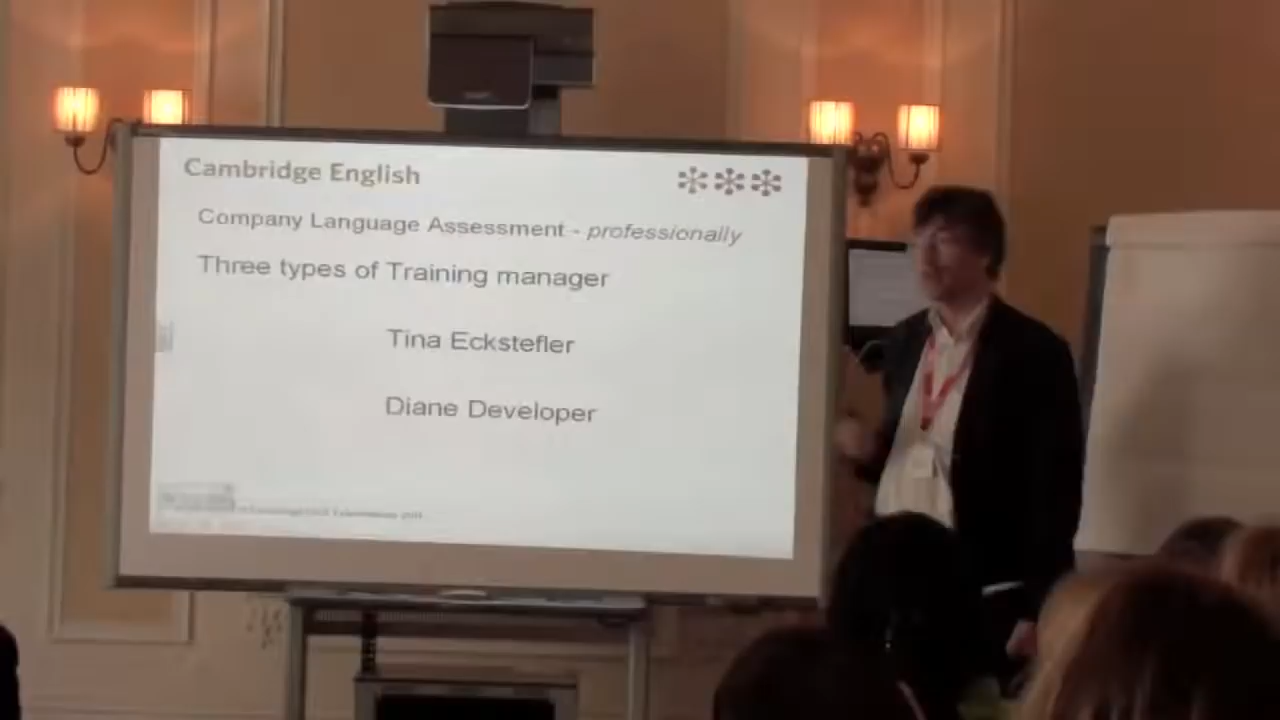 Cambridge English
Company Language Assessment - professionally
Three types of Training manager
Tina Eckstefler
Diane Developer